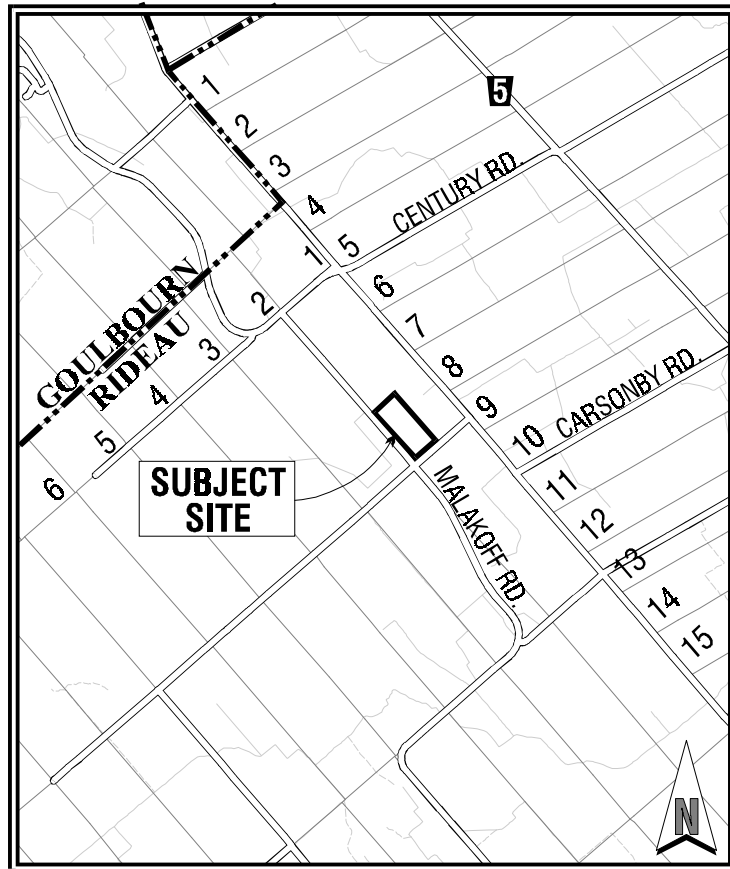 5
1
2
3
4
5
CENTURY RD.
6
7
8
9
10
CARSONBY RD.
11
12
13
14
15
1
2
3
4
5
6
GOULBOURN
RIDEAU
SUBJECT
SITE
MALAKOFF RD.
N